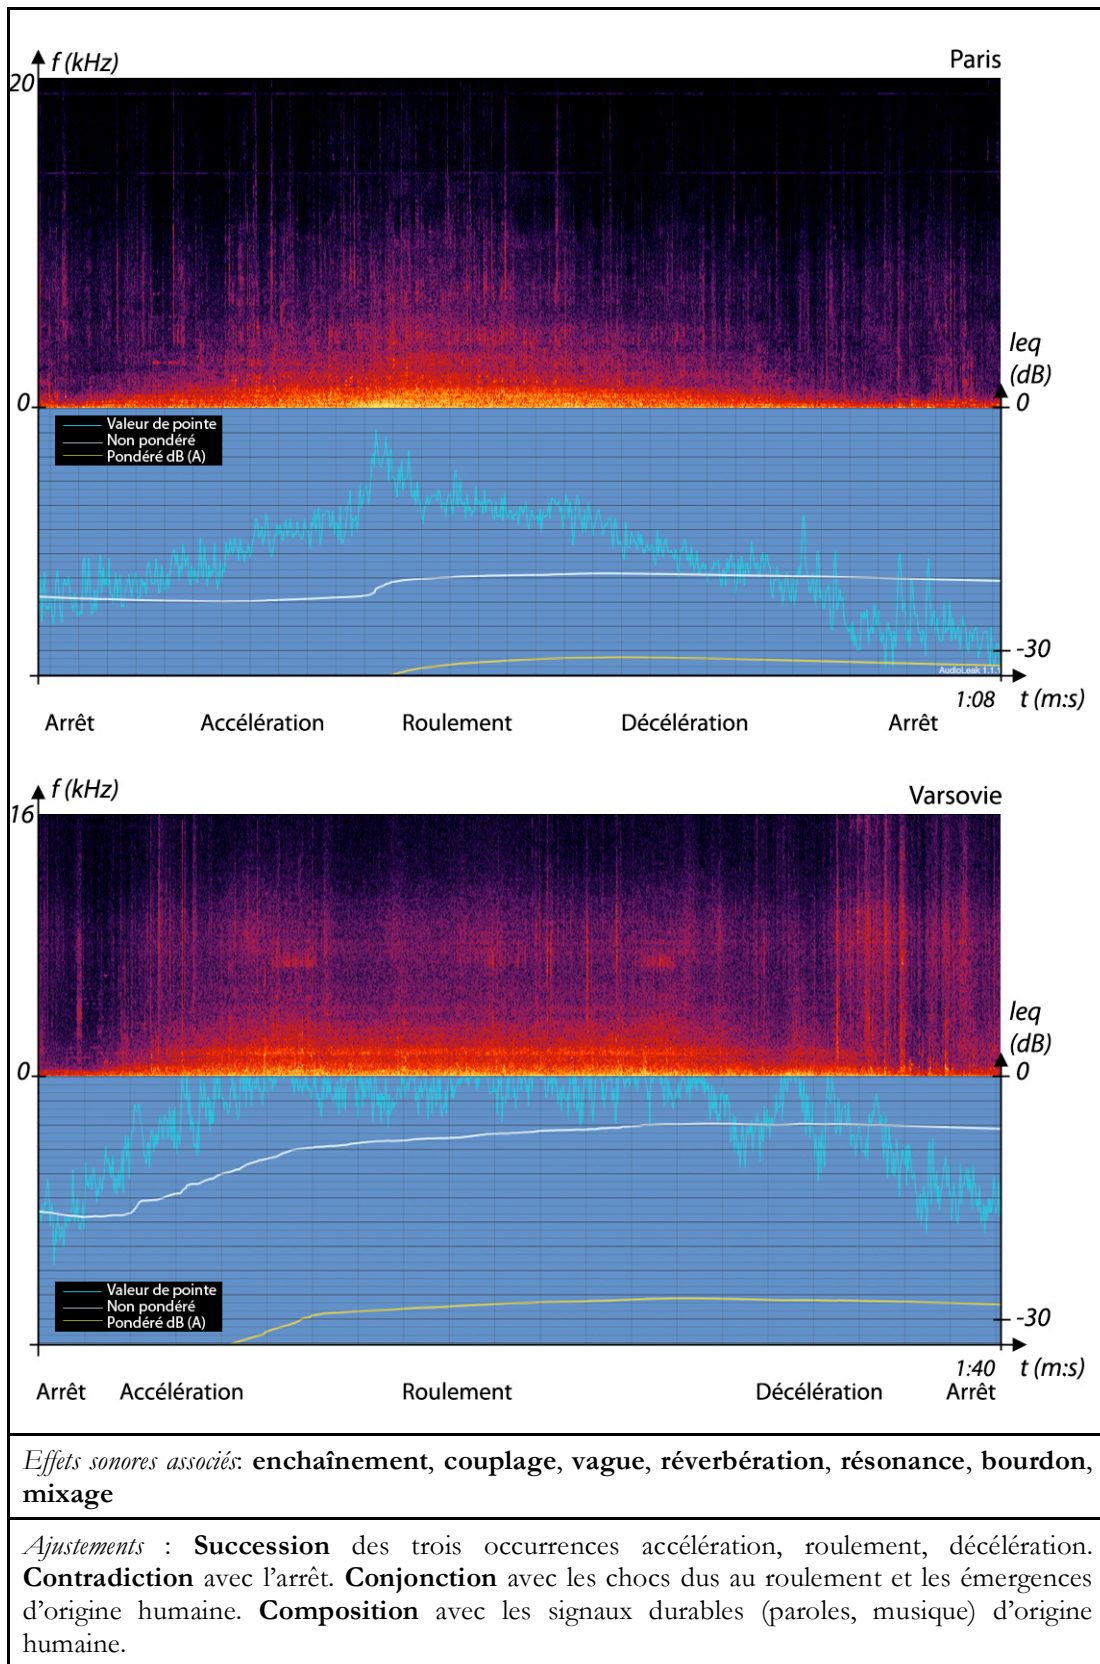 f (kHz)
Paris
20
leq
(dB)
0
0
Valeur de pointe
Non pondéré
Pondéré dB (A)
-30
AudioLeak 1.1.1
1:08 t (m:s)
Arrêt Accélération Roulement Décélération Arrêt
f (kHz)
Varsovie
16
leq
(dB)
0
0
Valeur de pointe
Non pondéré
Pondéré dB (A)
-30
1:40 t (m:s)
Arrêt Accélération Roulement Décélération Arrêt
Effets sonores associés: enchaînement, couplage, vague, réverbération, résonance, bourdon,
mixage
Ajustements : Succession des trois occurrences accélération, roulement, décélération.
Contradiction avec l’arrêt. Conjonction avec les chocs dus au roulement et les émergences
d’origine humaine. Composition avec les signaux durables (paroles, musique) d’origine
humaine.